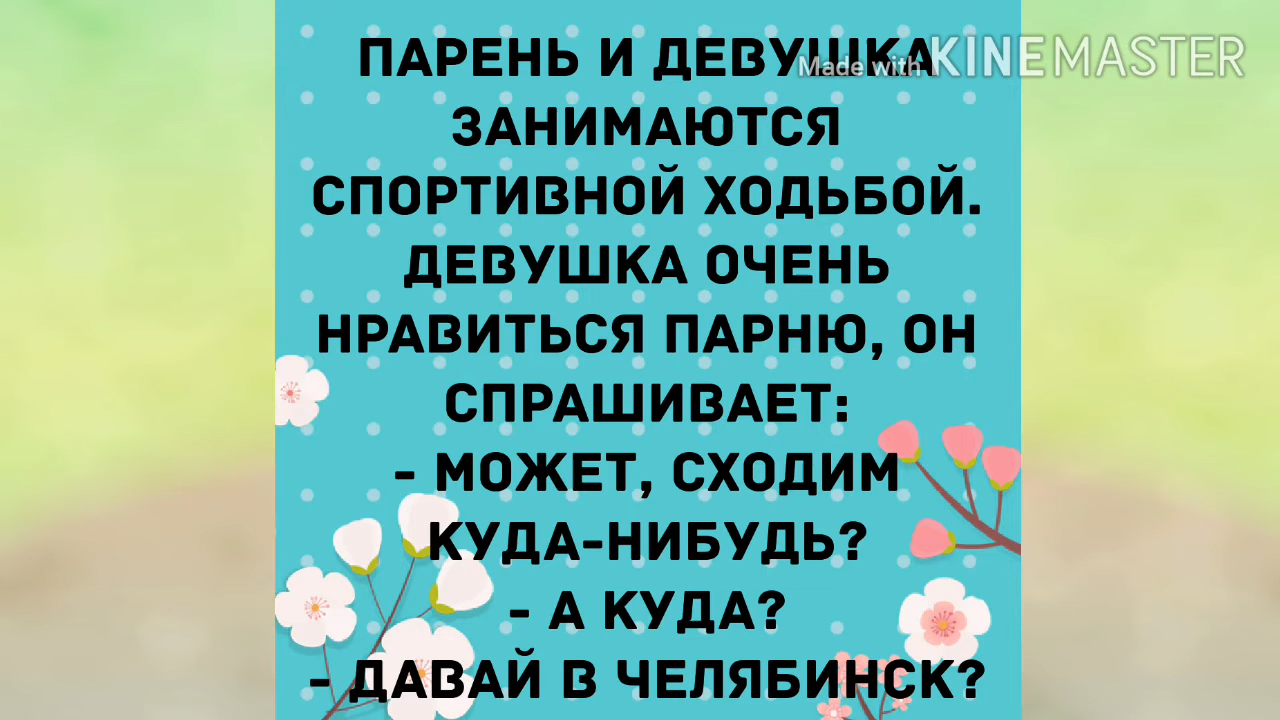 ПАРЕНЬ И ДЕВУШКА
Made with KINEMASTER
ЗАНИМАЮТСЯ
СПОРТИВНОЙ ХОДЬБОЙ.
ДЕВУШКА ОЧЕНЬ
НРАВИТЬСЯ ПАРНЮ, ОН
СПРАШИВАЕТ:
- МОЖЕТ, СХОДИМ
КУДА-НИБУДЬ?
- А КУДА?
- ДАВАЙ В ЧЕЛЯБИНСК?